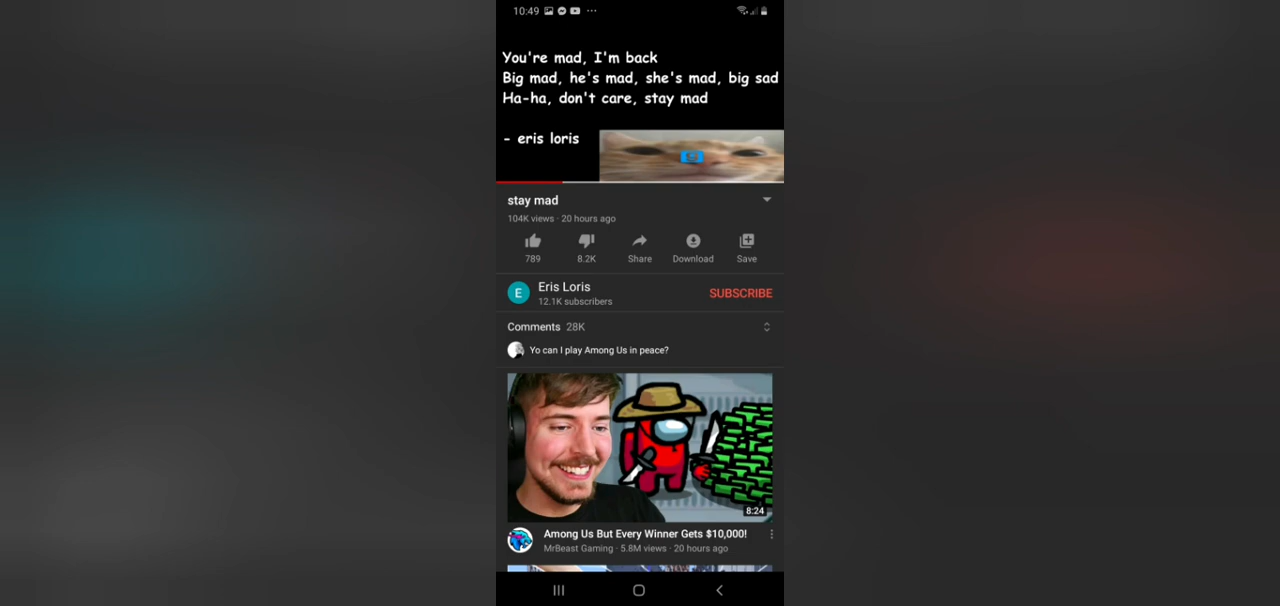 10:49
You're mad, I'm back
Big mad, he's mad, she's mad, big sad
Ha-ha, don't care, stay mad
- eris loris
stay mad
104K views · 20 hours ago
789
8.2K
Share
Download
Save
E
Eris Loris
12.1K subscribers
SUBSCRIBE
Comments 28K
Yo can I play Among Us in peace?
8:24
Among Us But Every Winner Gets $10,000!
MrBeast Gaming · 5.8M views · 20 hours ago